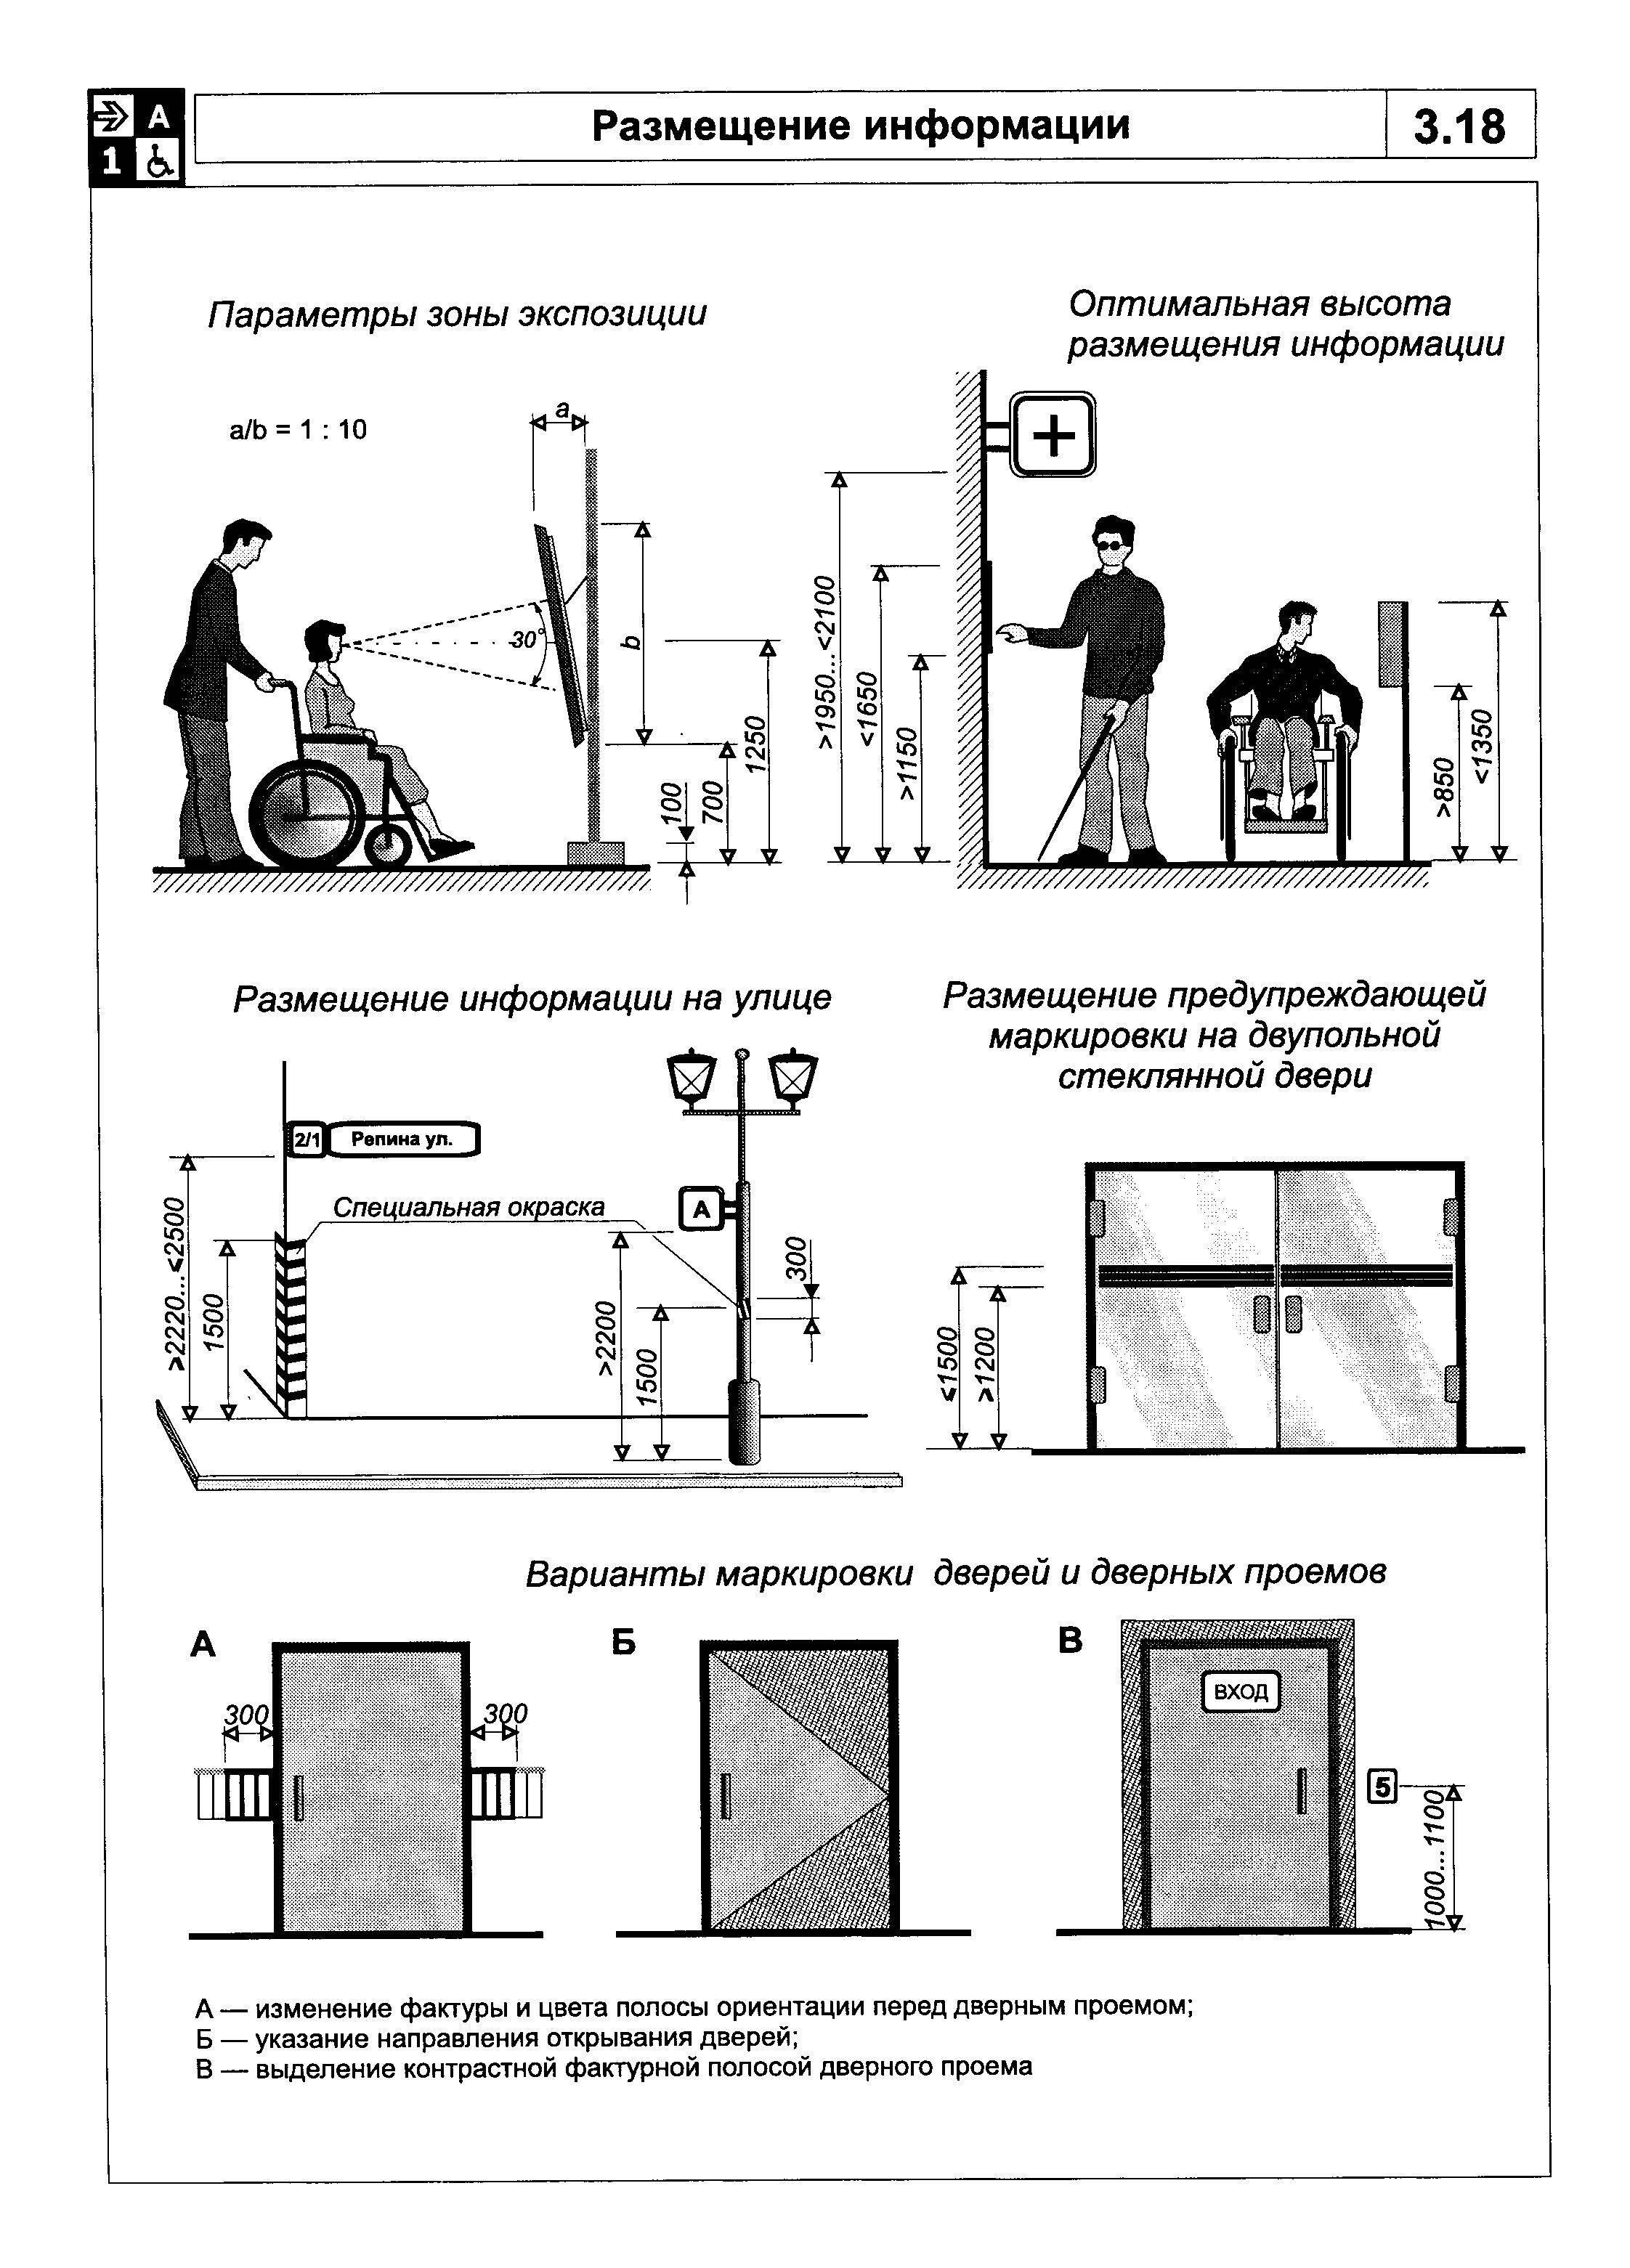 А
1
Размещение информации
3.18
Параметры зоны экспозиции
a/b = 1 : 10
a
30°
b
100
700
1250
Оптимальная высота
размещения информации
>1950...<2100
<1650
>1150
>850
<1350
Размещение информации на улице
2/1
Репина ул.
Специальная окраска
А
>2220...<2500
1500
>2200
1500
300
Размещение предупреждающей
маркировки на двупольной
стеклянной двери
<1500
>1200
Варианты маркировки дверей и дверных проемов
А
300
300
Б
В
ВХОД
5
1000...1100
А — изменение фактуры и цвета полосы ориентации перед дверным проемом;
Б — указание направления открывания дверей;
В — выделение контрастной фактурной полосой дверного проема